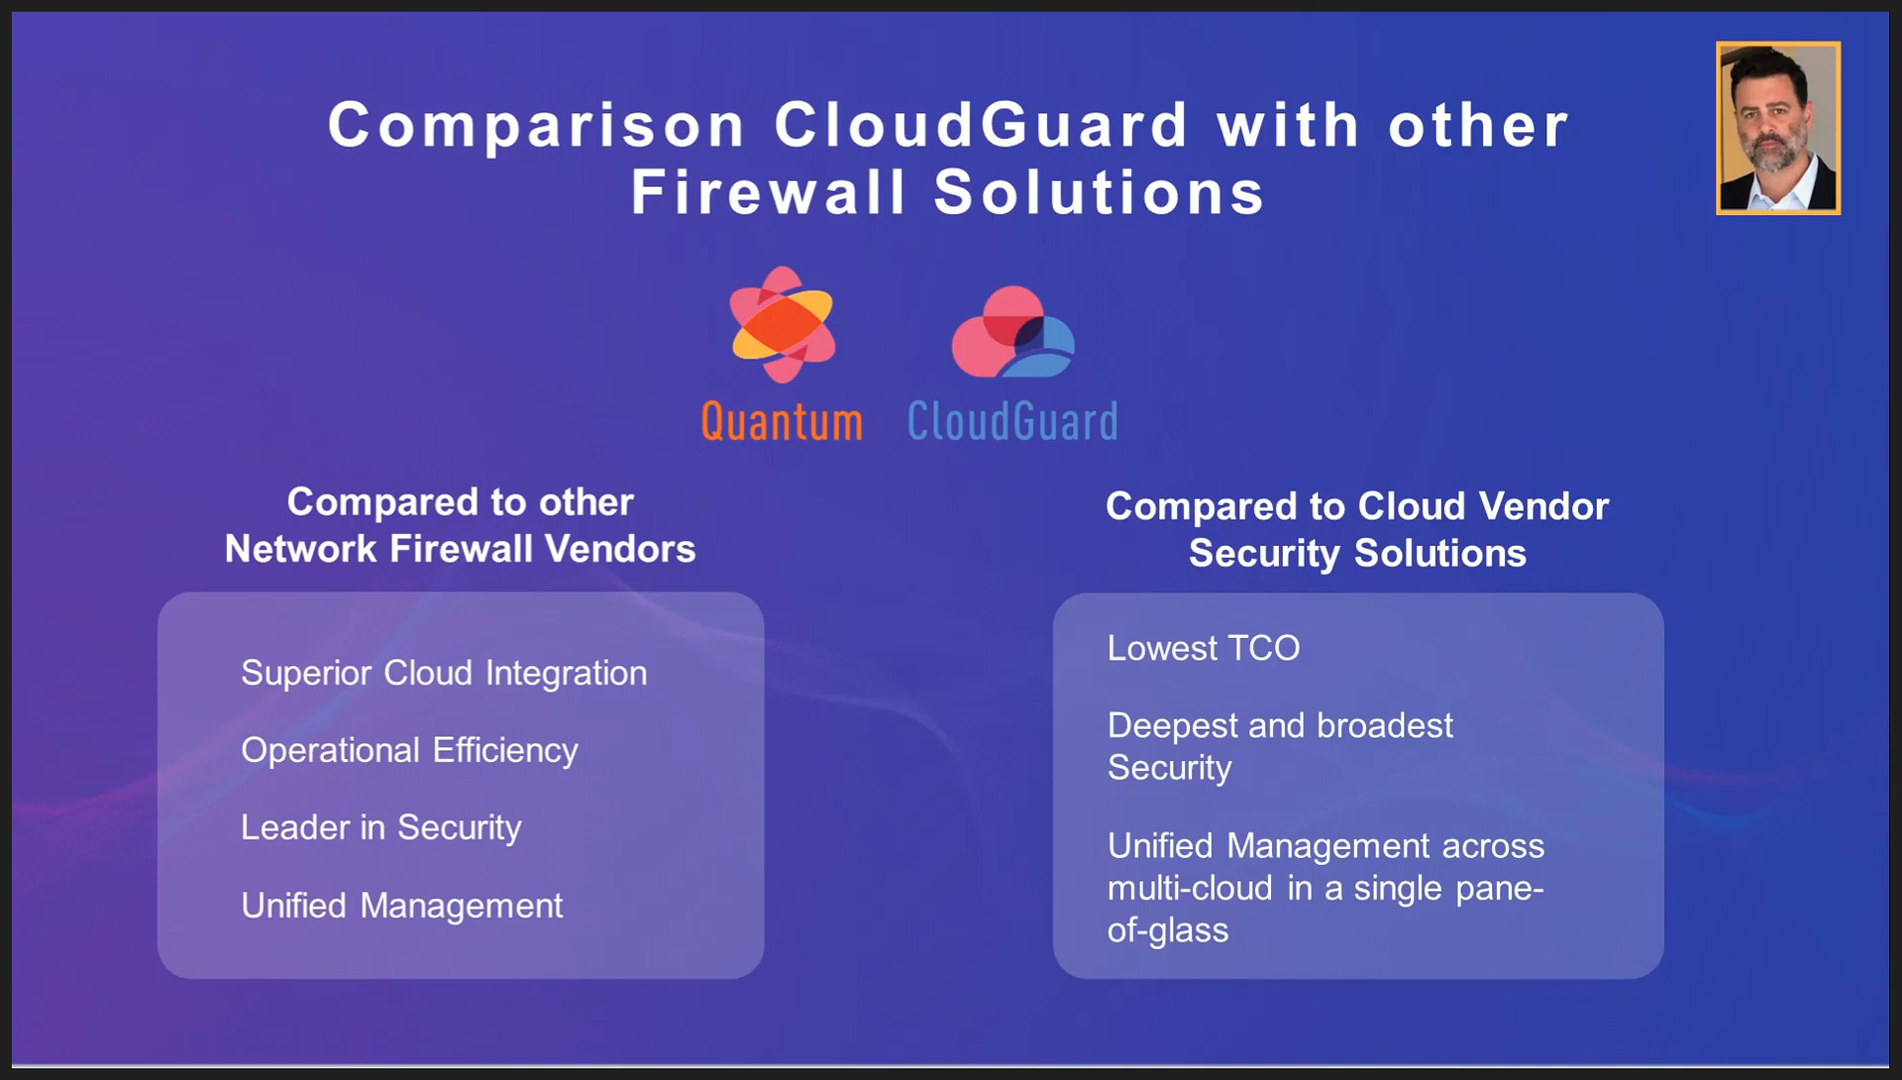 Comparison CloudGuard with other
Firewall Solutions
Quantum
CloudGuard
Compared to other
Network Firewall Vendors
Superior Cloud Integration
Operational Efficiency
Leader in Security
Unified Management
Compared to Cloud Vendor
Security Solutions
Lowest TCO
Deepest and broadest
Security
Unified Management across
multi-cloud in a single pane-
of-glass